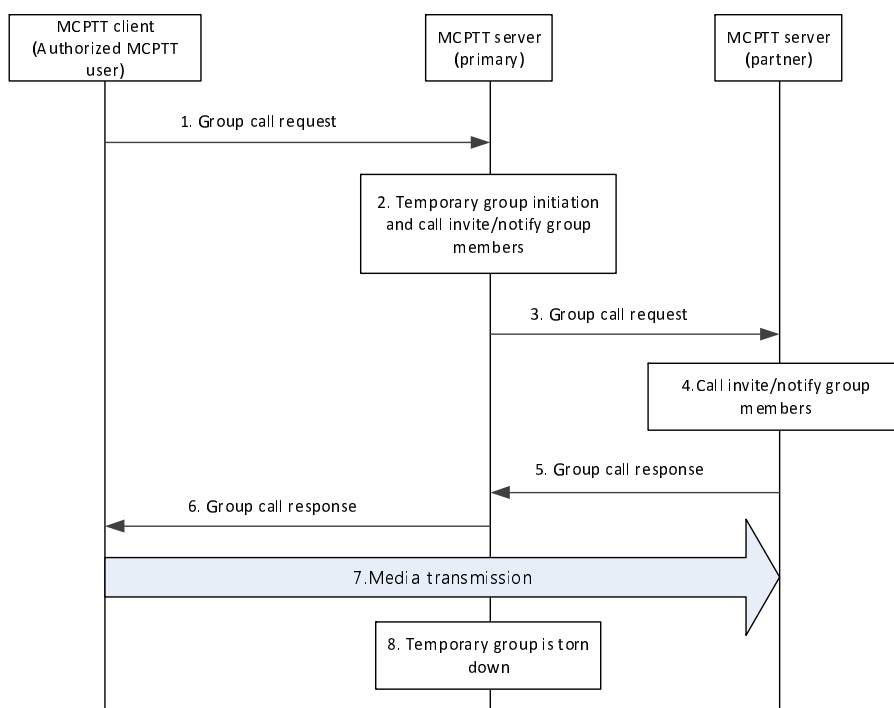 MCPTT client
(Authorized MCPTT
user)
MCPTT server
(primary)
MCPTT server
(partner)
1. Group call request
2. Temporary group initiation
and call invite/notify group
members
3. Group call request
4.Call invite/notify group
members
5. Group call response
6. Group call response
7.Media transmission
8. Temporary group is torn
down